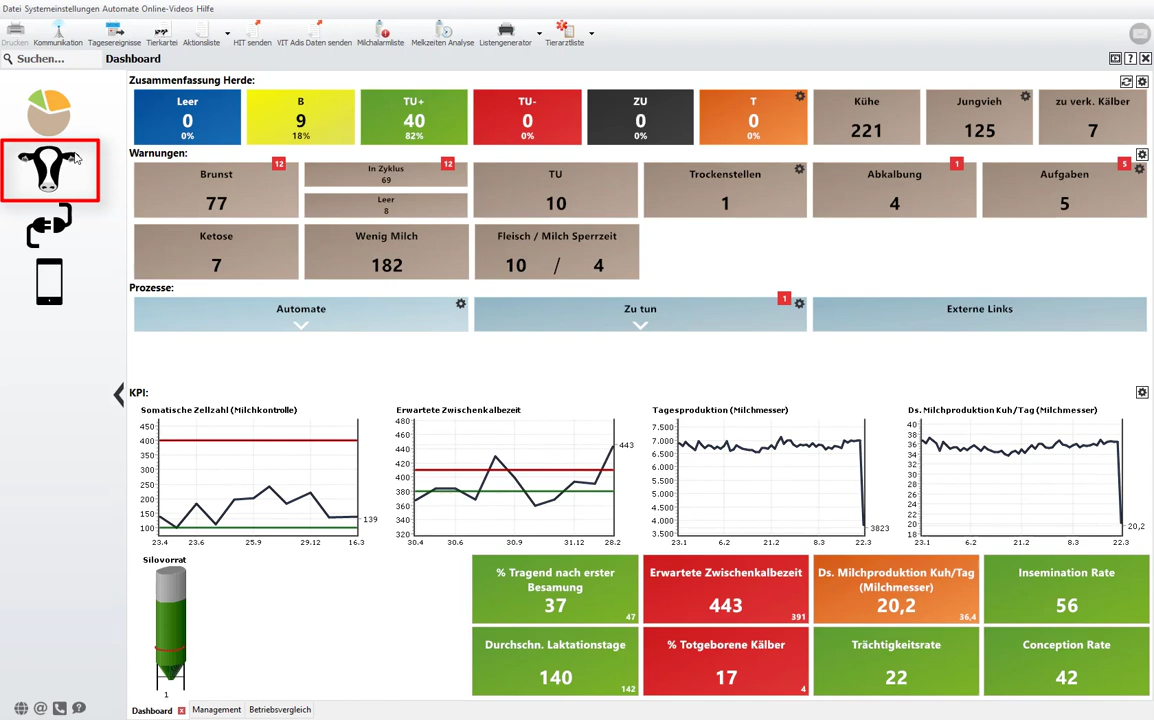 Datei Systemeinstellungen Automate Online-Videos Hilfe
Drucken Kommunikation Tagesereignisse Tierkartei Aktionsliste HIT senden VIT Adis Daten senden Milchalarmliste Melkzeiten Analyse Listengenerator Tierarztliste
Suchen... Dashboard
Zusammenfassung Herde:
Leer B TU+ TU- ZU T Kühe Jungvieh zu verk. Kälber
0 9 40 0 0 0 221 125 7
0% 18% 82% 0% 0% 0%
Warnungen:
Brunst 12 In Zyklus 12 TU Trockenstellen Abkalbung 1 Aufgaben 5
69
77 Leer 10 1 4 5
8
Ketose Wenig Milch Fleisch / Milch Sperrzeit
7 182 10 / 4
Prozesse:
Automate Zu tun 1 Externe Links
KPI:
Somatische Zellzahl (Milchkontrolle)
450
400
350
300
250
200
150
100
139
23.4 23.6 25.9 29.12 16.3
Erwartete Zwischenkalbezeit
480
460
440
420
400
380
360
340
320
443
30.4 30.6 30.9 31.12 28.2
Tagesproduktion (Milchmesser)
7.500
7.000
6.500
6.000
5.500
5.000
4.500
4.000
3.500
3823
23.1 6.2 21.2 8.3 22.3
Ds. Milchproduktion Kuh/Tag (Milchmesser)
40
38
36
34
32
30
28
26
24
22
20
18
20,2
23.1 6.2 21.2 8.3 22.3
Silovorrat
1
% Tragend nach erster Besamung
37
47
Erwartete Zwischenkalbezeit
443
391
Ds. Milchproduktion Kuh/Tag
(Milchmesser)
20,2
36,4
Insemination Rate
56
Durchschn. Laktationstage
140
142
% Totgeborene Kälber
17
4
Trächtigkeitsrate
22
Conception Rate
42
Dashboard Management Betriebsvergleich